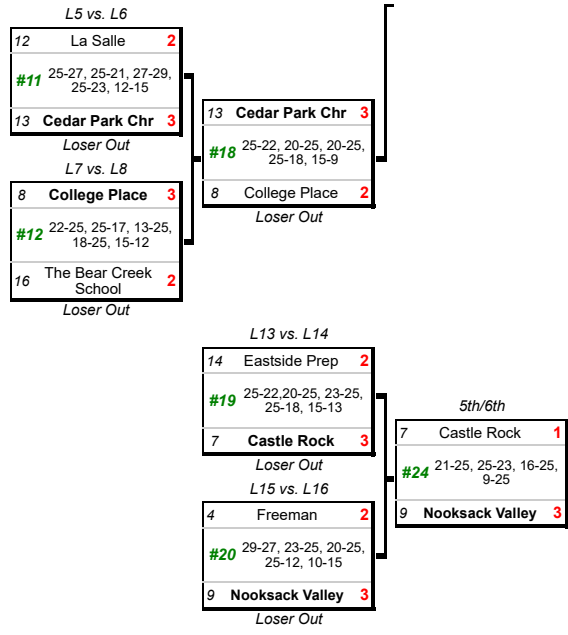 L5 vs. L6
12 La Salle 2
#11 25-27, 25-21, 27-29,
25-23, 12-15
13 Cedar Park Chr 3
Loser Out
L7 vs. L8
8 College Place 3
#12 22-25, 25-17, 13-25,
18-25, 15-12
16 The Bear Creek
School 2
Loser Out
13 Cedar Park Chr 3
#18 25-22, 20-25, 20-25,
25-18, 15-9
8 College Place 2
Loser Out
L13 vs. L14
14 Eastside Prep 2
#19 25-22,20-25, 23-25,
25-18, 15-13
7 Castle Rock 3
Loser Out
L15 vs. L16
4 Freeman 2
#20 29-27, 23-25, 20-25,
25-12, 10-15
9 Nooksack Valley 3
Loser Out
5th/6th
7 Castle Rock 1
#24 21-25, 25-23, 16-25,
9-25
9 Nooksack Valley 3